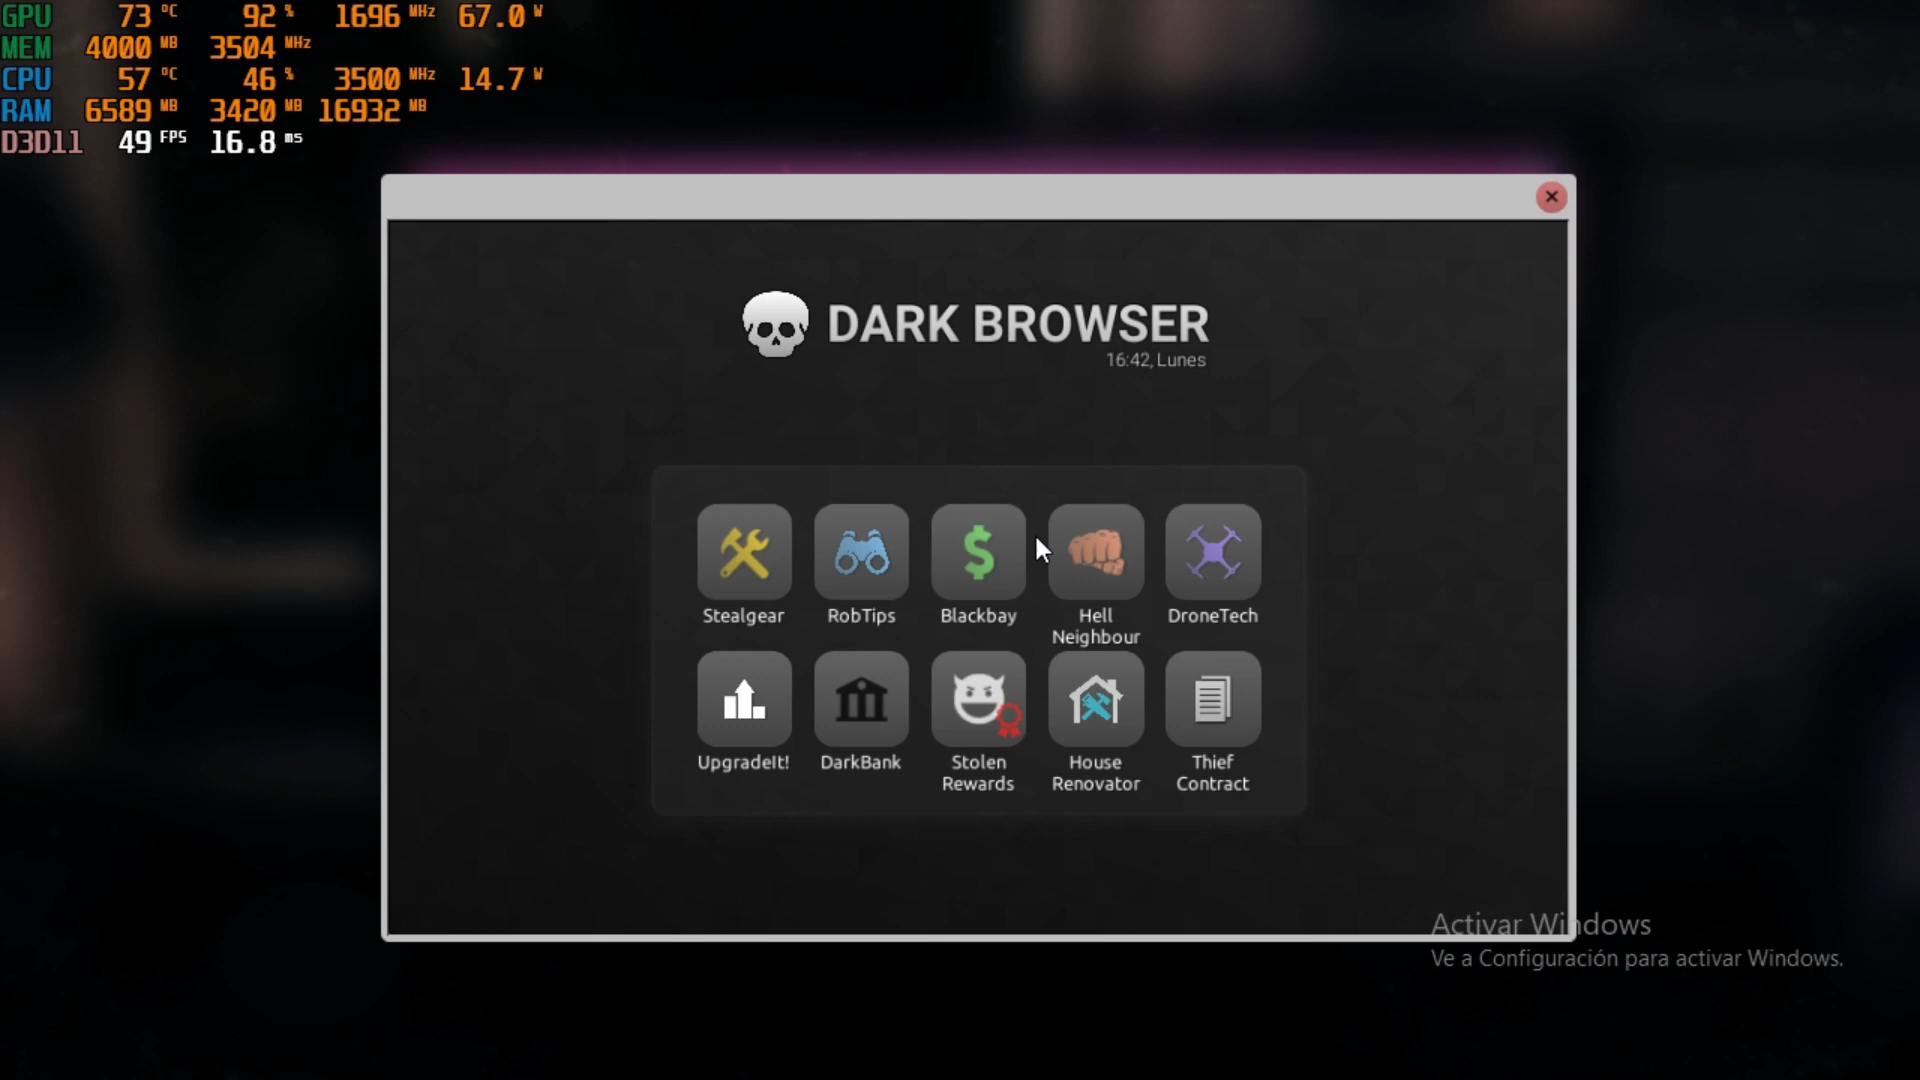 GPU 73 °C 92 % 1696 MHz 67.0 W
MEM 4000 MB 3504 MHz
CPU 57 °C 46 % 3500 MHz 14.7 W
RAM 6589 MB 3420 MB 16932 MB
D3D11 49 FPS 16.8 ms
DARK BROWSER
16:42, Lunes
Stealgear RobTips Blackbay Hell Neighbour DroneTech
UpgradeIt! DarkBank Stolen Rewards House Renovator Thief Contract
Activar Windows
Ve a Configuración para activar Windows.